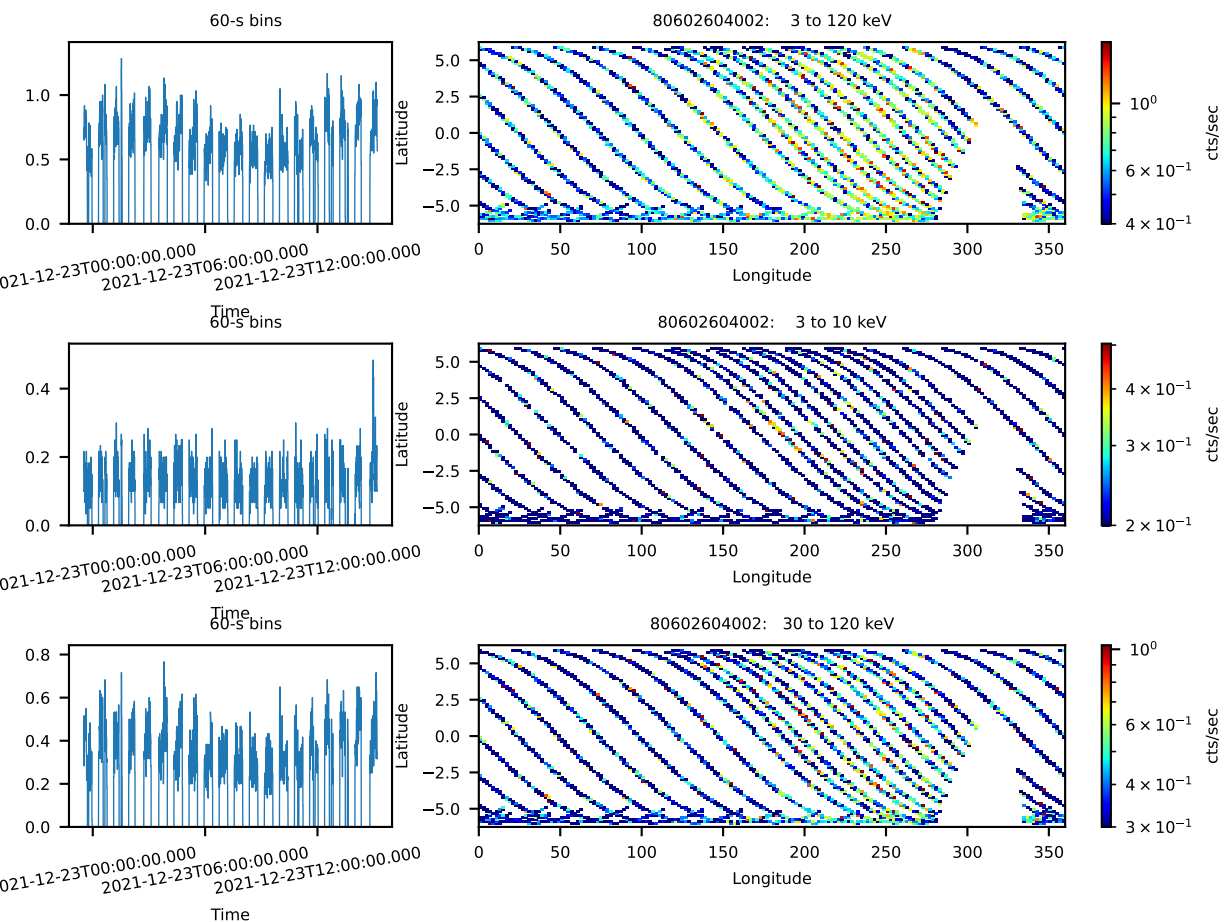 60-s bins
80602604002: 3 to 120 keV
1.0
0.5
0.0
021-12-23T00:00:00.000
2021-12-23T06:00:00.000
2021-12-23T12:00:00.000
Time
Latitude
5.0
2.5
0.0
−2.5
−5.0
0 50 100 150 200 250 300 350
Longitude
10⁰
6 × 10⁻¹
4 × 10⁻¹
cts/sec
60-s bins
80602604002: 3 to 10 keV
0.4
0.2
0.0
021-12-23T00:00:00.000
2021-12-23T06:00:00.000
2021-12-23T12:00:00.000
Time
Latitude
5.0
2.5
0.0
−2.5
−5.0
0 50 100 150 200 250 300 350
Longitude
4 × 10⁻¹
3 × 10⁻¹
2 × 10⁻¹
cts/sec
60-s bins
80602604002: 30 to 120 keV
0.8
0.6
0.4
0.2
0.0
021-12-23T00:00:00.000
2021-12-23T06:00:00.000
2021-12-23T12:00:00.000
Time
Latitude
5.0
2.5
0.0
−2.5
−5.0
0 50 100 150 200 250 300 350
Longitude
10⁰
6 × 10⁻¹
4 × 10⁻¹
3 × 10⁻¹
cts/sec